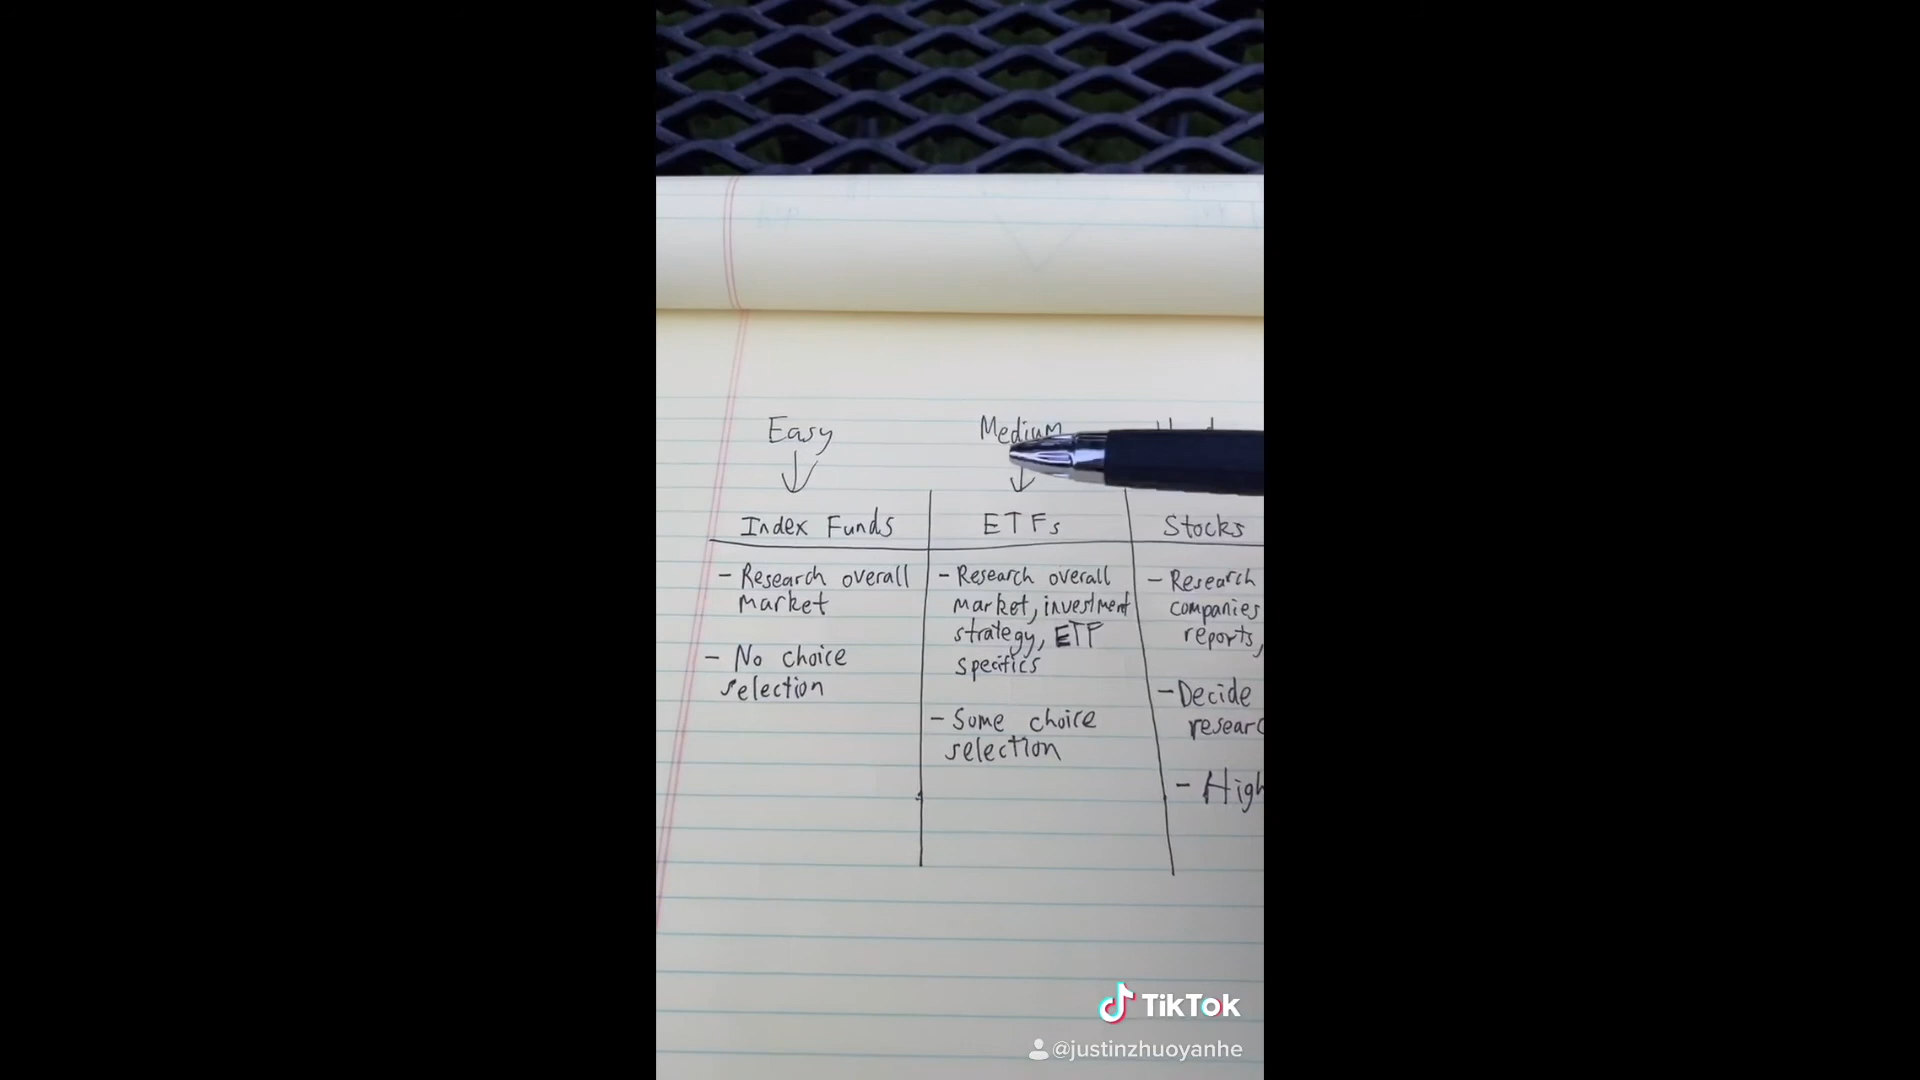 Easy
Medium
Index Funds
ETFs
Stocks
- Research overall
market
- No choice
selection
- Research overall
market, investment
strategy, ETF
specifics
- Some choice
selection
- Research
companies
reports,
- Decide
- High
TikTok
@justinzhuoyanhe